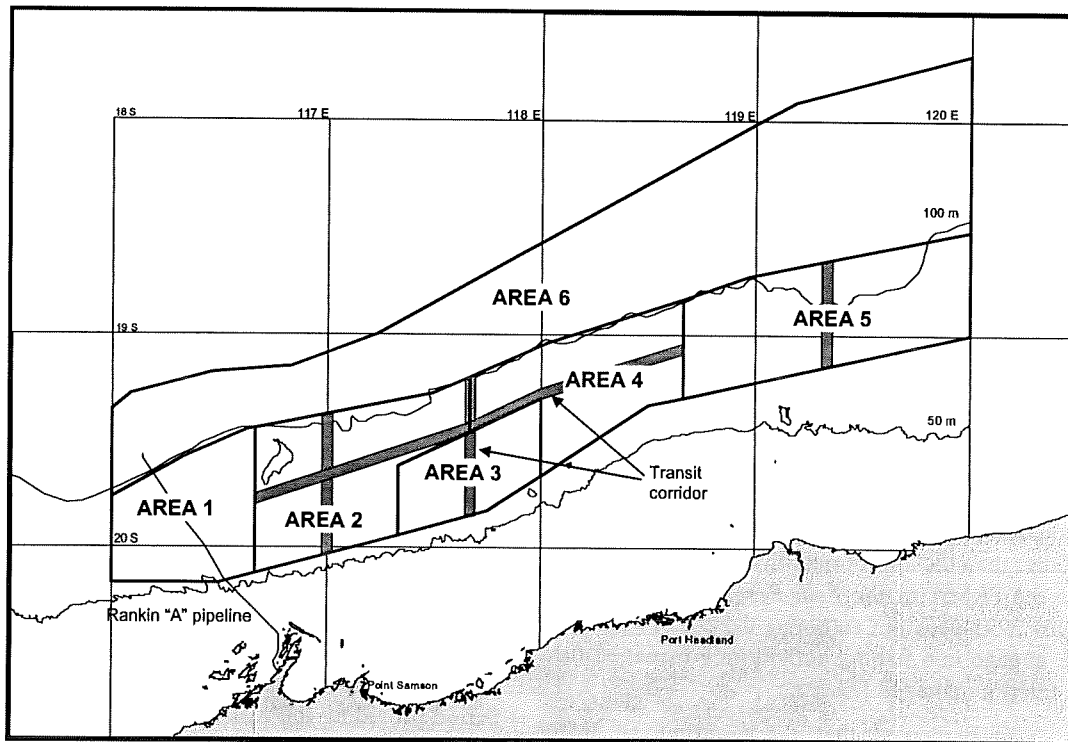 18 S
117 E
118 E
119 E
120 E
100 m
AREA 6
19 S
AREA 5
AREA 4
50 m
AREA 3
Transit
corridor
AREA 1
AREA 2
20 S
Rankin "A" pipeline
Port Headland
Point Samson